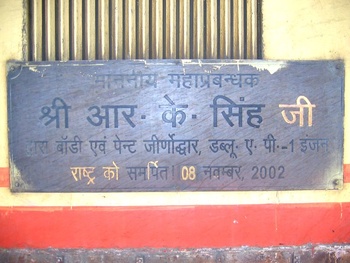 माननीय महाप्रबन्धक
श्री आर. के. सिंह जी
बॉडी एवं पेन्ट जीर्णोद्धार, डब्लू. ए. पी.-1 इंजन
राष्ट्र को समर्पित 08 नवम्बर, 2002